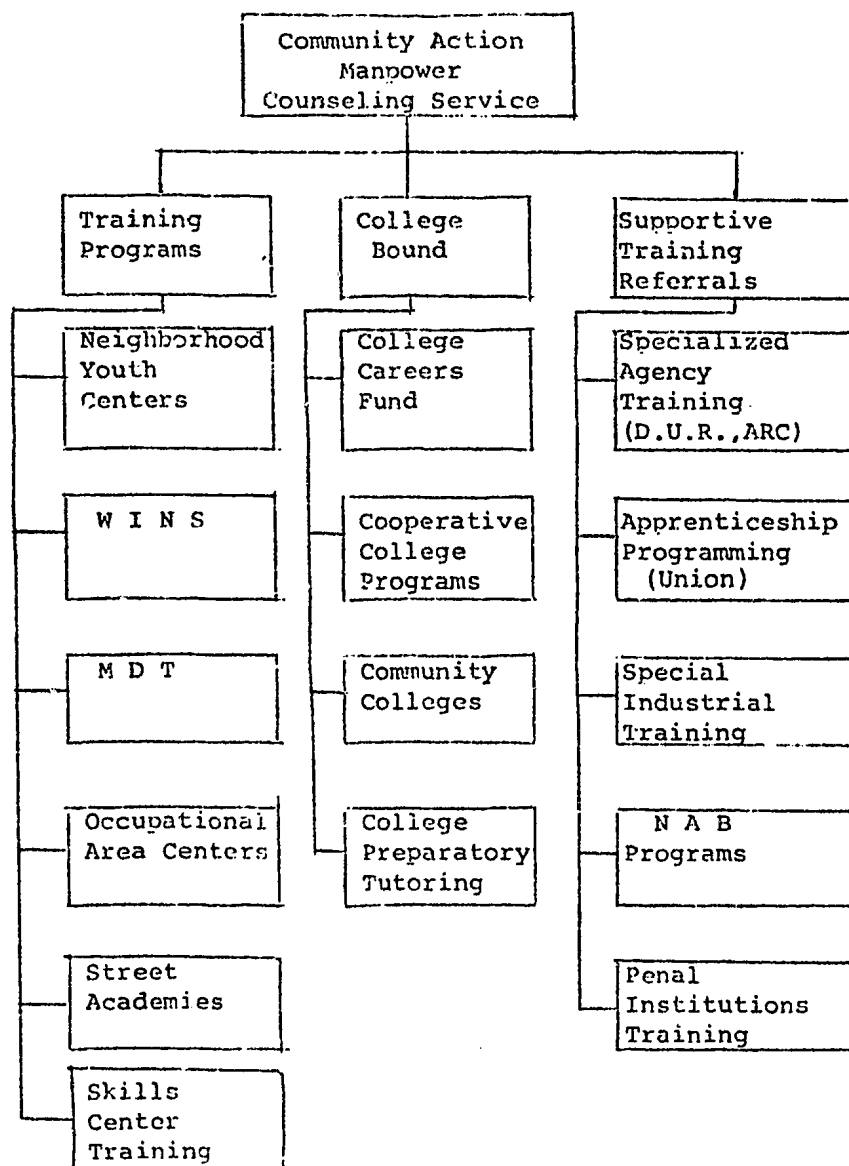 Community Action
Manpower
Counseling Service
Training
Programs
College
Bound
Supportive
Training
Referrals
Neighborhood
Youth
Centers
W I N S
M D T
Occupational
Area Centers
Street
Academies
Skills
Center
Training
College
Careers
Fund
Cooperative
College
Programs
Community
Colleges
College
Preparatory
Tutoring
Specialized
Agency
Training
(D.U.R.,ARC)
Apprenticeship
Programming
(Union)
Special
Industrial
Training
N A B
Programs
Penal
Institutions
Training